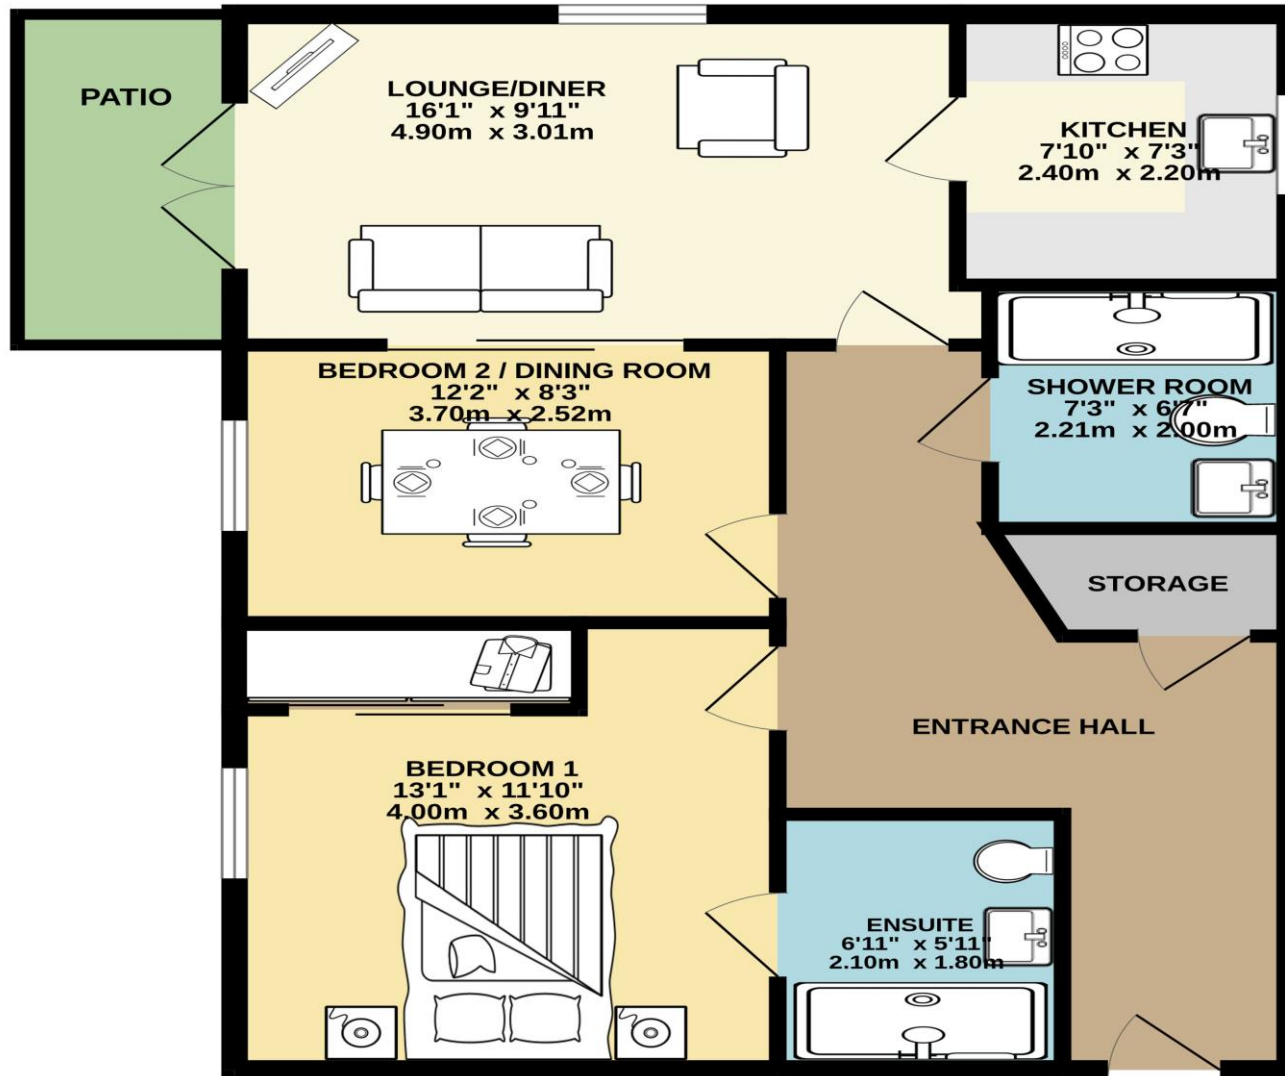 PATIO
LOUNGE/DINER
16'1" x 9'11"
4.90m x 3.01m
KITCHEN
7'10" x 7'3"
2.40m x 2.20m
BEDROOM 2 / DINING ROOM
12'2" x 8'3"
3.70m x 2.52m
SHOWER ROOM
7'3" x 6'7"
2.21m x 2.00m
STORAGE
ENTRANCE HALL
BEDROOM 1
13'1" x 11'10"
4.00m x 3.60m
ENSUITE
6'11" x 5'11"
2.10m x 1.80m